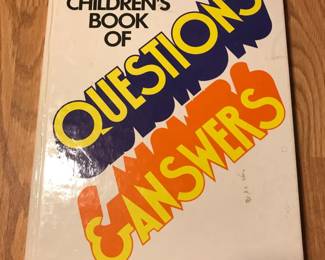 CHILDREN'S
BOOK
OF
QUESTIONS
& ANSWERS